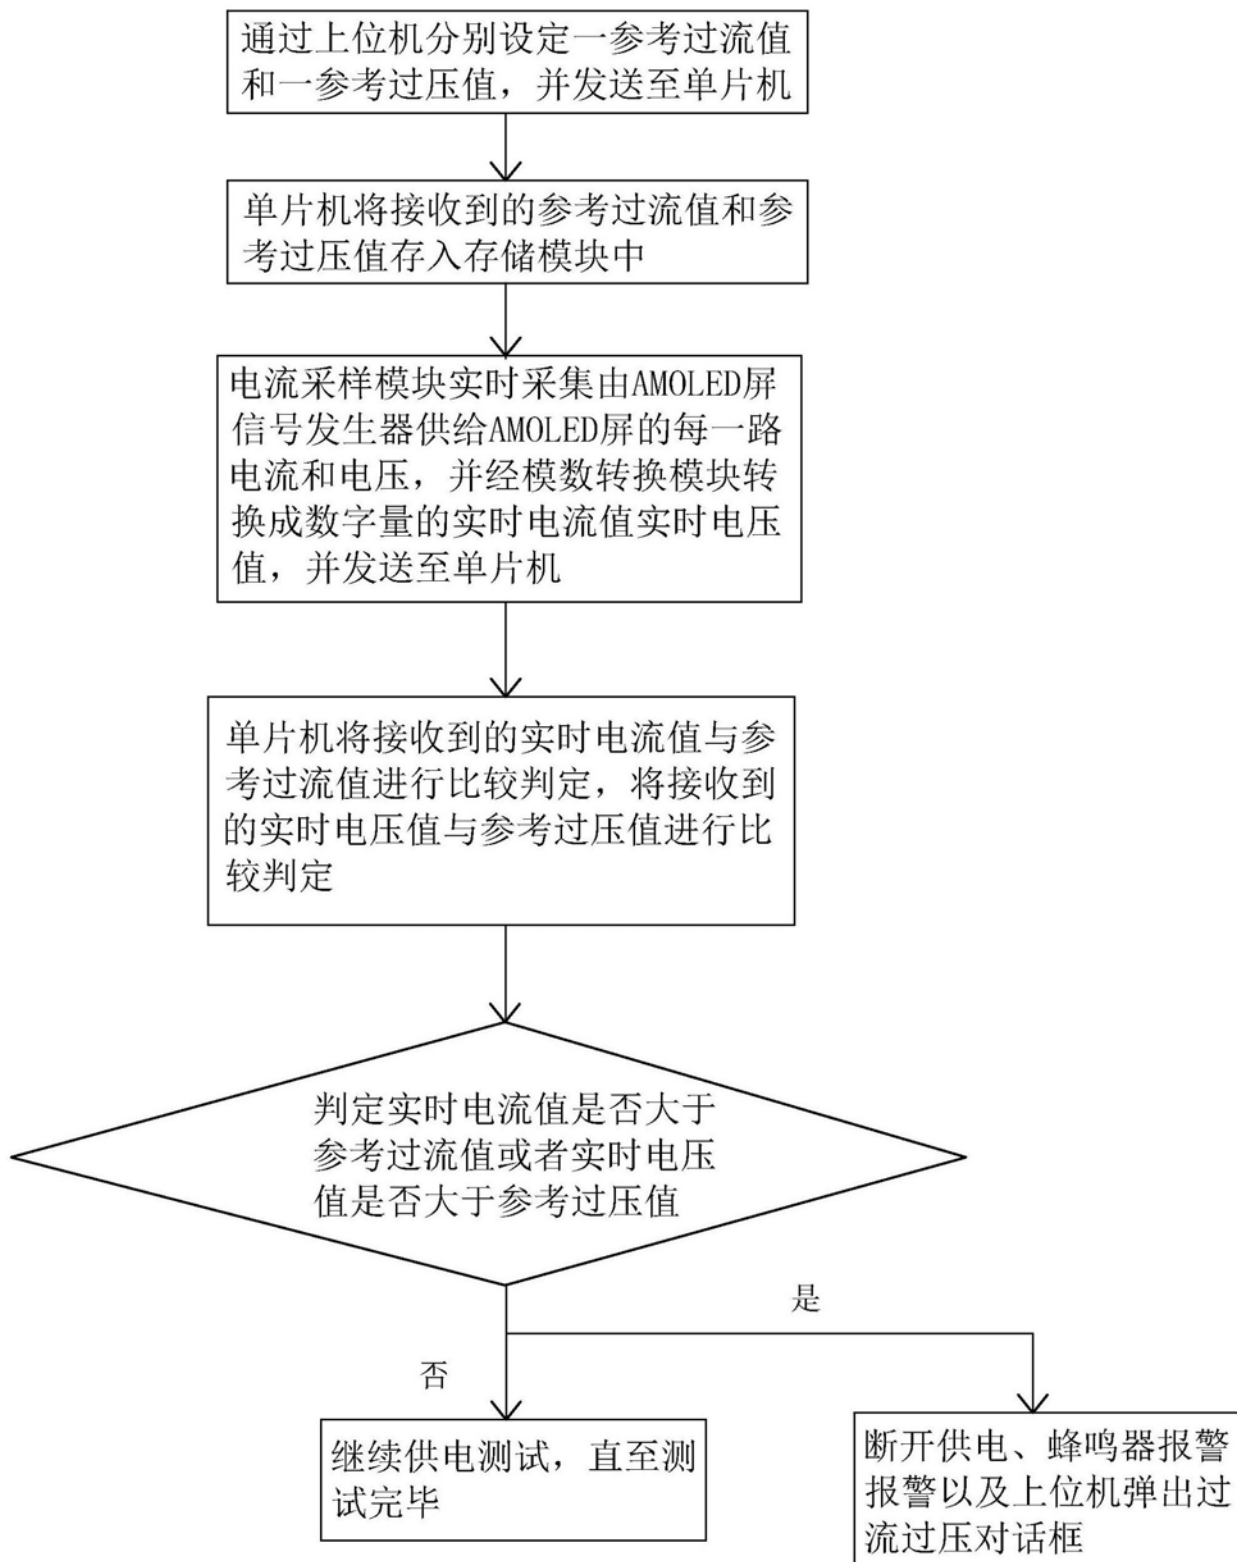 通过上位机分别设定一参考过流值
和一参考过压值，并发送至单片机
单片机将接收到的参考过流值和参
考过压值存入存储模块中
电流采样模块实时采集由AMOLED屏
信号发生器供给AMOLED屏的每一路
电流和电压，并经模数转换模块转
换成数字量的实时电流值实时电压
值，并发送至单片机
单片机将接收到的实时电流值与参
考过流值进行比较判定，将接收到
的实时电压值与参考过压值进行比
较判定
判定实时电流值是否大于
参考过流值或者实时电压
值是否大于参考过压值
是
否
继续供电测试，直至测
试完毕
断开供电、蜂鸣器报警
报警以及上位机弹出过
流过压对话框